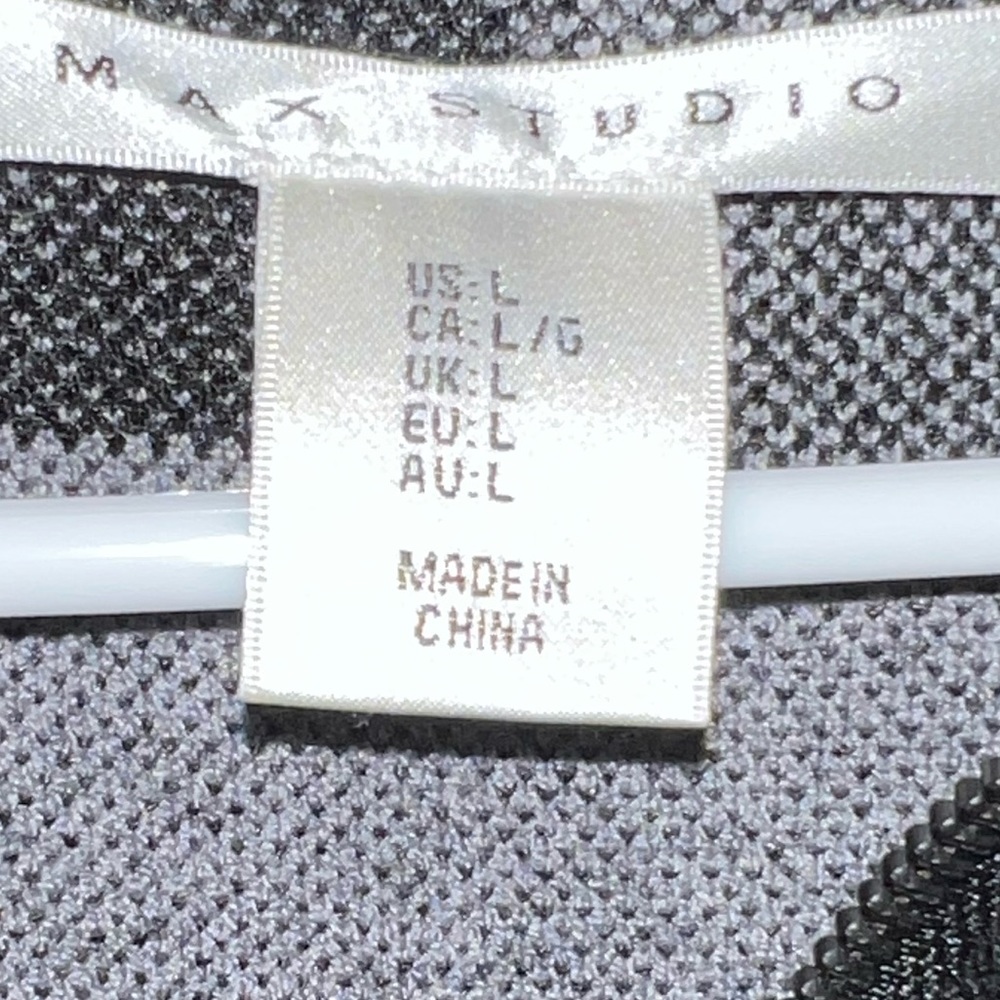 MAX STUDIO
US: L
CA: L/G
UK: L
EU: L
AU: L
MADE IN
CHINA